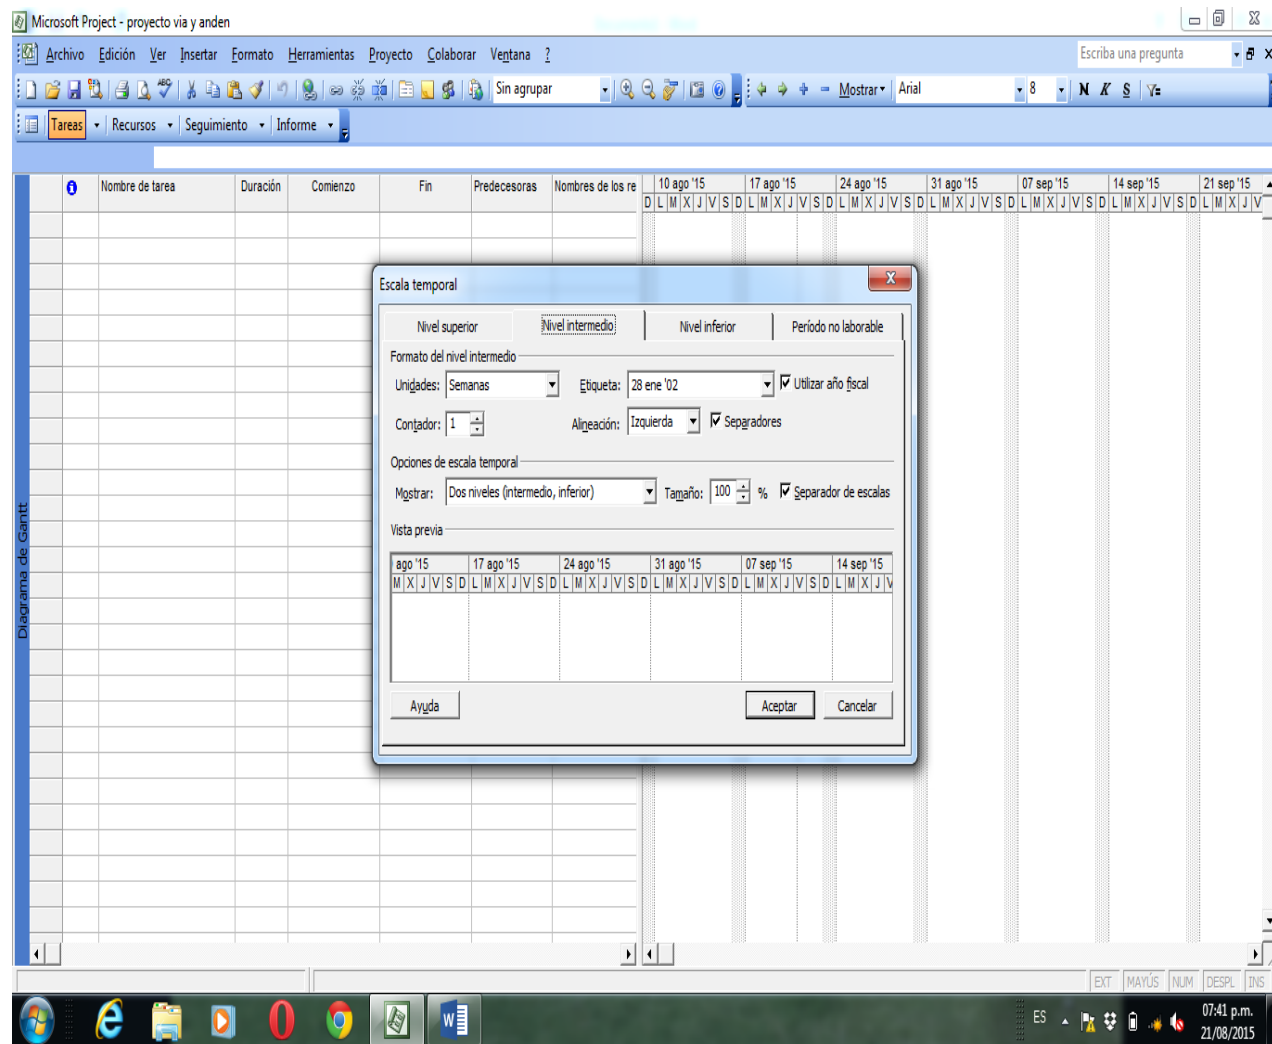 Microsoft Project - proyecto via y anden
Archivo Edición Ver Insertar Formato Herramientas Proyecto Colaborar Ventana ? Escriba una pregunta
Sin agrupar Mostrar Arial 8 N K S
Tareas Recursos Seguimiento Informe
Nombre de tarea Duración Comienzo Fin Predecesoras Nombres de los re 10 ago '15 17 ago '15 24 ago '15 31 ago '15 07 sep '15 14 sep '15 21 sep '15
D L M X J V S D L M X J V S D L M X J V S D L M X J V S D L M X J V S D L M X J V S D L M X J V
Escala temporal
Nivel superior Nivel intermedio Nivel inferior Período no laborable
Formato del nivel intermedio
Unidades: Semanas Etiqueta: 28 ene '02 Utilizar año fiscal
Contador: 1 Alineación: Izquierda Separadores
Opciones de escala temporal
Mostrar: Dos niveles (intermedio, inferior) Tamaño: 100 % Separador de escalas
Vista previa
ago '15 17 ago '15 24 ago '15 31 ago '15 07 sep '15 14 sep '15
M X J V S D L M X J V S D L M X J V S D L M X J V S D L M X J V S D L M X J V
Ayuda Aceptar Cancelar
Diagrama de Gantt
EXT MAYÚS NUM DESPL INS
ES 07:41 p.m.
21/08/2015